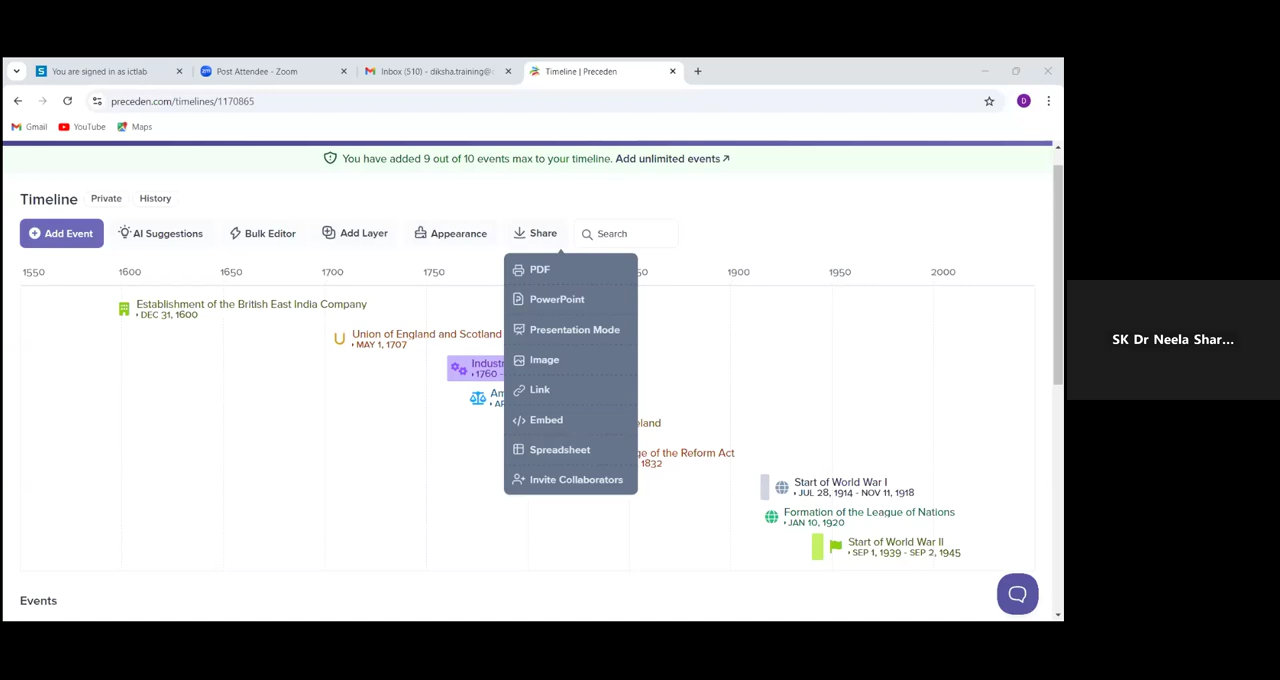 You are signed in as ictlab
Post Attendee - Zoom
Inbox (510) - diksha.training@
Timeline | Preceden
preceden.com/timelines/1170865
D
Gmail
YouTube
Maps
You have added 9 out of 10 events max to your timeline. Add unlimited events
Timeline
Private
History
Add Event
AI Suggestions
Bulk Editor
Add Layer
Appearance
Share
Search
1550
1600
1650
1700
1750
50
1900
1950
2000
PDF
PowerPoint
Presentation Mode
Image
Link
Embed
Spreadsheet
Invite Collaborators
Establishment of the British East India Company
DEC 31, 1600
Union of England and Scotland
MAY 1, 1707
Industr
1760 -
Am
AP
eland
ge of the Reform Act
1832
Start of World War I
JUL 28, 1914 - NOV 11, 1918
Formation of the League of Nations
JAN 10, 1920
Start of World War II
SEP 1, 1939 - SEP 2, 1945
Events
SK Dr Neela Shar...